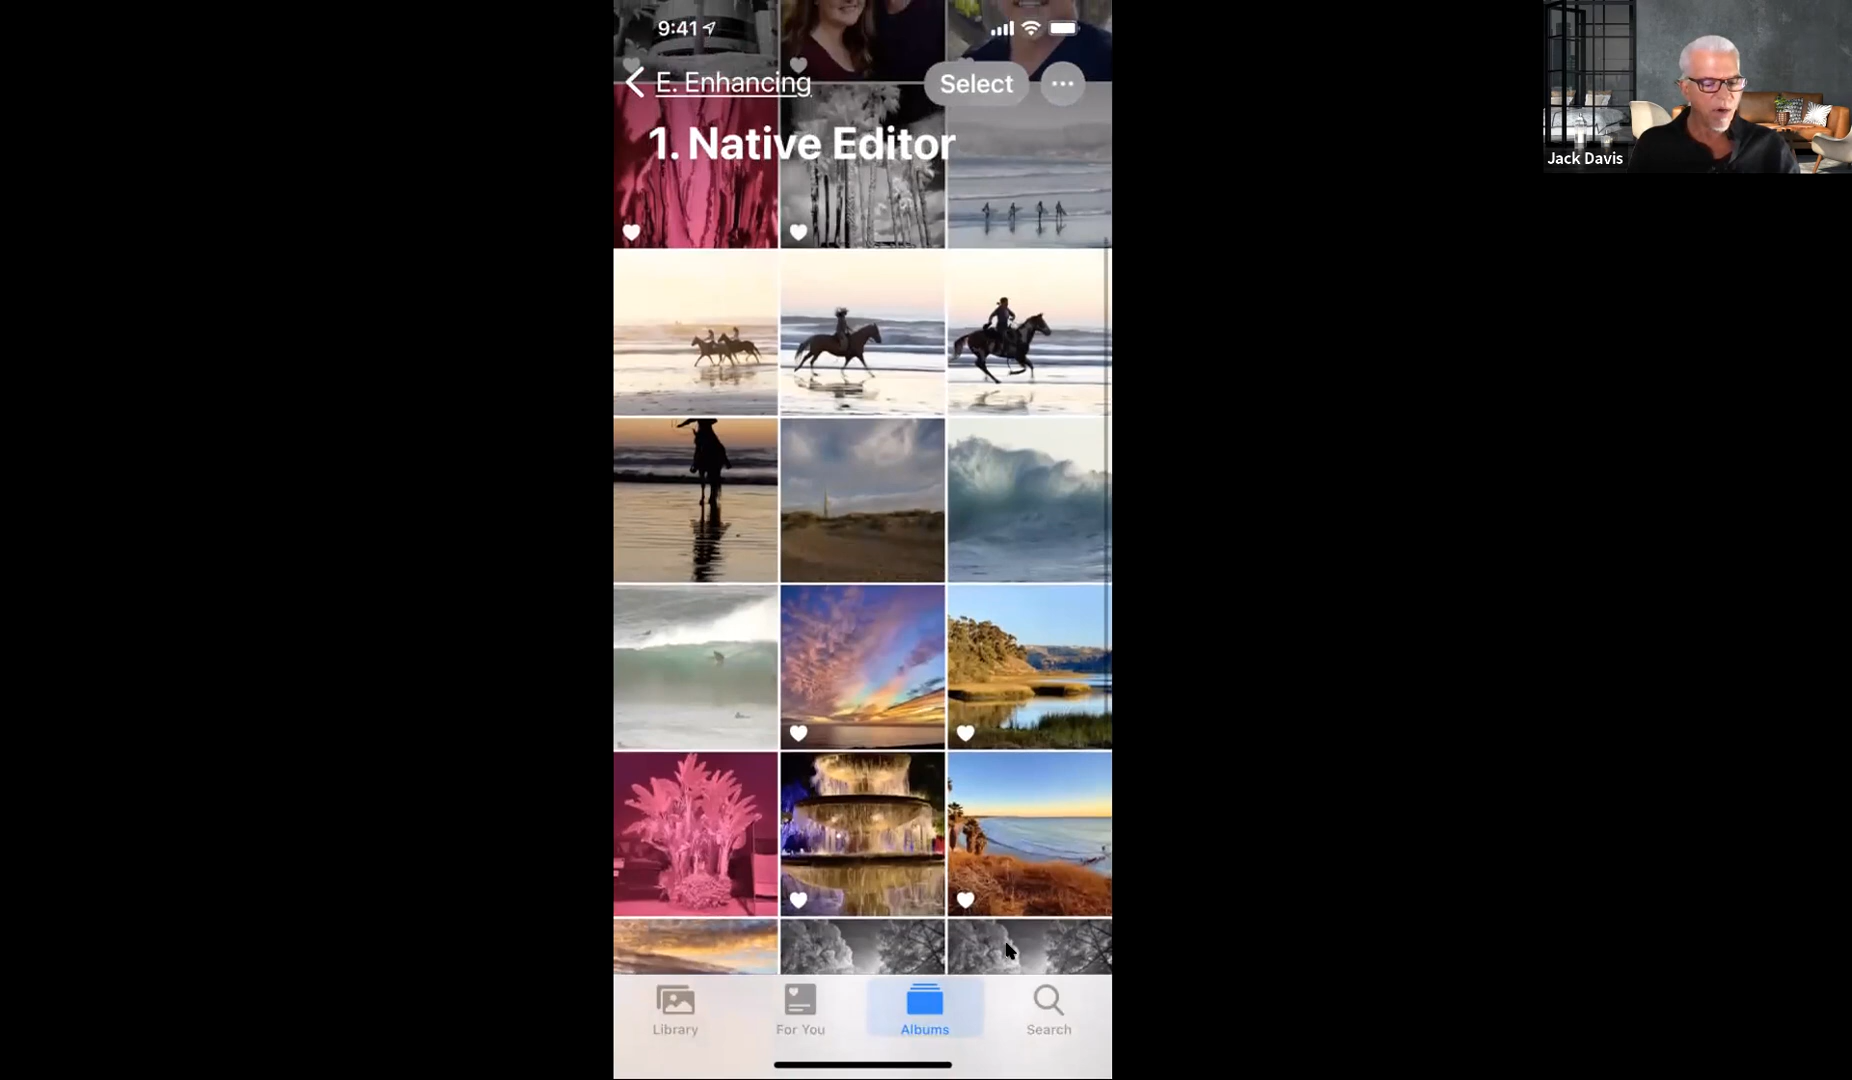 9:41
E. Enhancing
Select
1. Native Editor
Jack Davis
Library
For You
Albums
Search